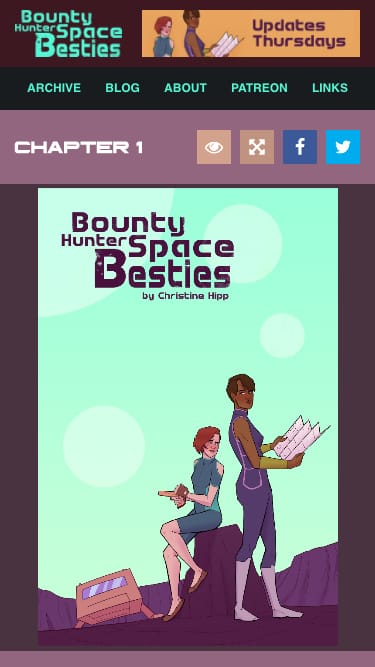 Bounty
Hunter Space
Besties
Updates
Thursdays
ARCHIVE BLOG ABOUT PATREON LINKS
CHAPTER 1
Bounty
Hunter Space
Besties
by Christine Hipp